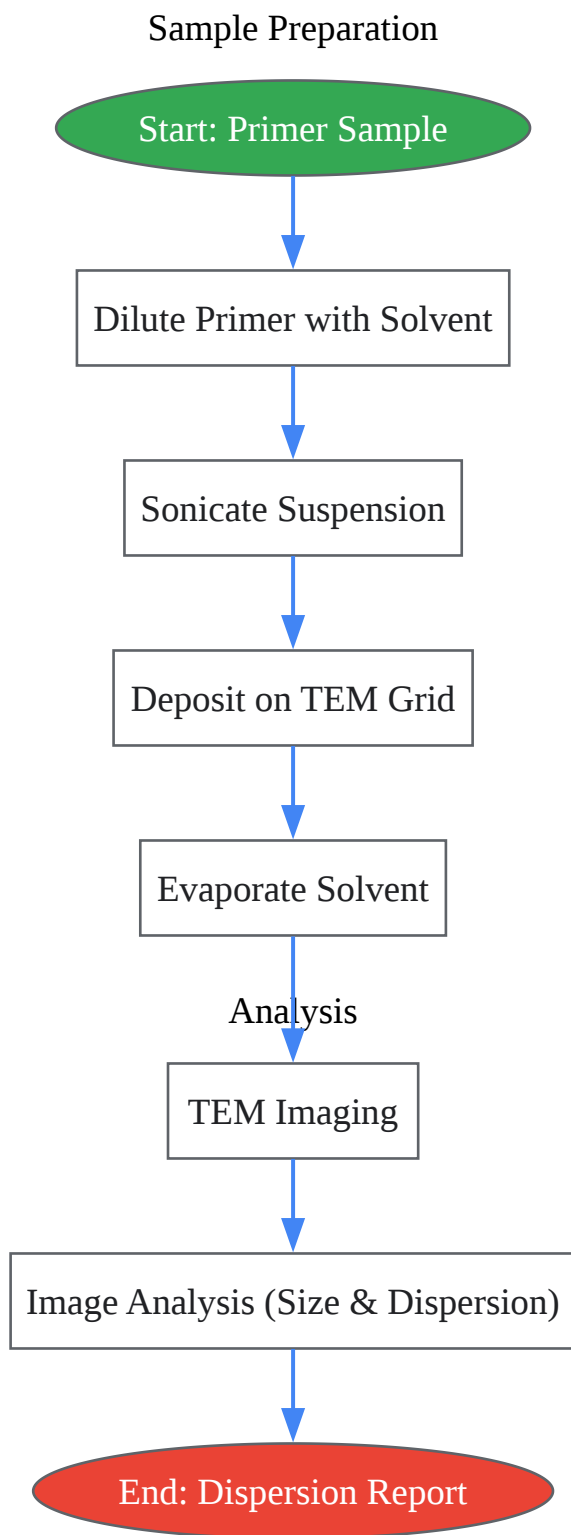 Sample Preparation
Start: Primer Sample
Dilute Primer with Solvent
Sonicate Suspension
Deposit on TEM Grid
Evaporate Solvent
Analysis
TEM Imaging
Image Analysis (Size & Dispersion)
End: Dispersion Report